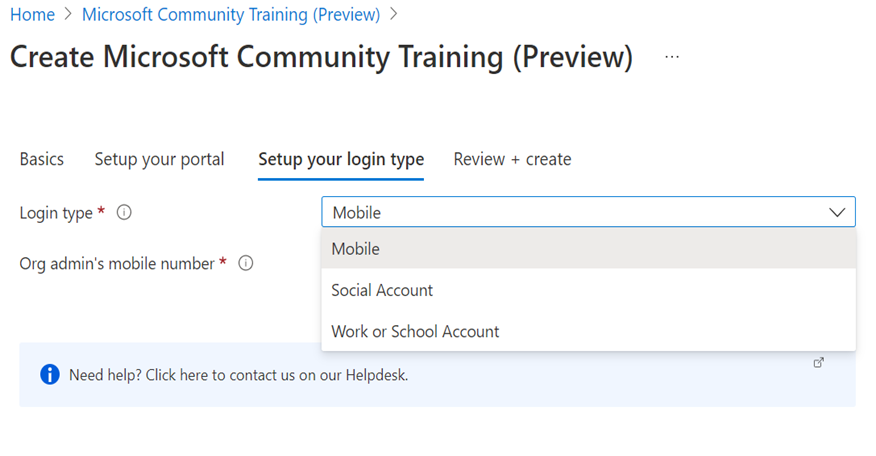 Home > Microsoft Community Training (Preview) >
Create Microsoft Community Training (Preview) ...
Basics Setup your portal Setup your login type Review + create
Login type * Mobile
Mobile
Org admin's mobile number *
Social Account
Work or School Account
Need help? Click here to contact us on our Helpdesk.